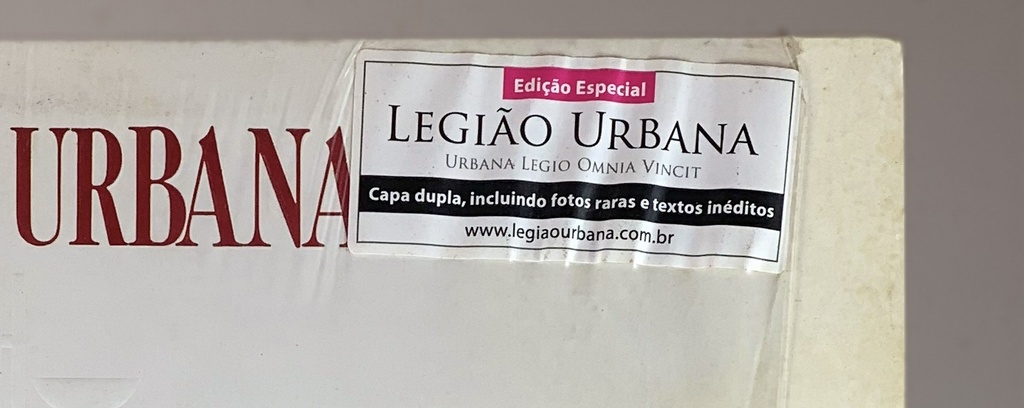 URBANA
Edição Especial
LEGIÃO URBANA
URBANA LEGIO OMNIA VINCIT
Capa dupla, incluindo fotos raras e textos inéditos
www.legiaourbana.com.br